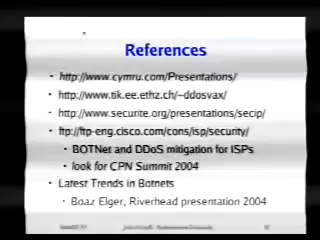 References
http://www.cymru.com/Presentations/
http://www.tik.ee.ethz.ch/~ddosvax/
http://www.securite.org/presentations/secip/
ftp://ftp-eng.cisco.com/cons/isp/security/
BOTNet and DDoS mitigation for ISPs
look for CPN Summit 2004
Latest Trends in Botnets
Boaz Elger, Riverhead presentation 2004